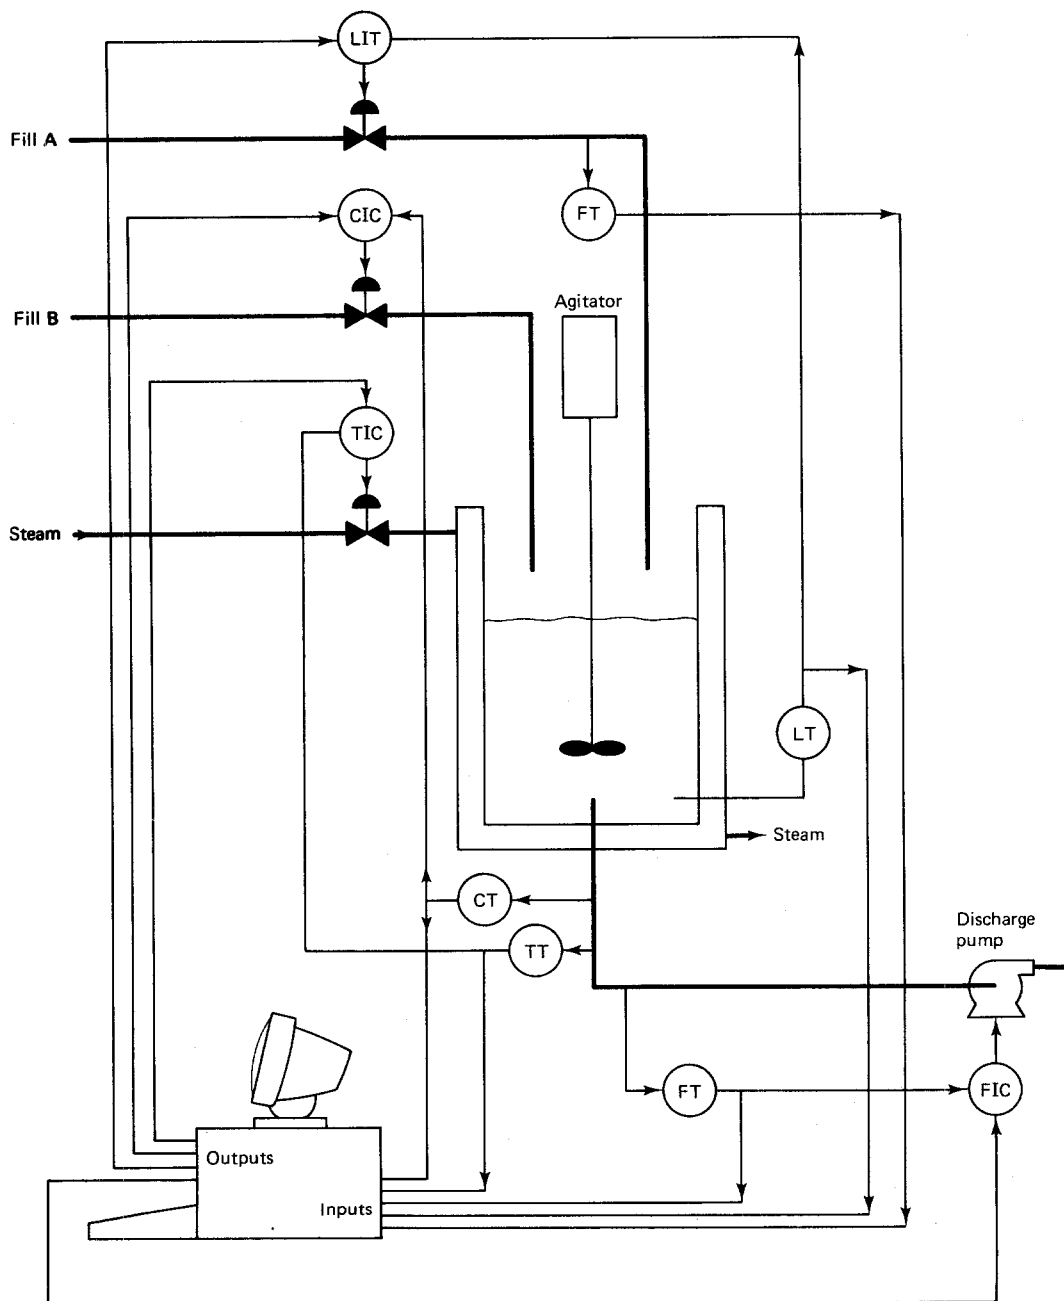 LIT
Fill A
CIC
FT
Fill B
Agitator
TIC
Steam
LT
Steam
CT
Discharge
pump
TT
FT
FIC
Outputs
Inputs